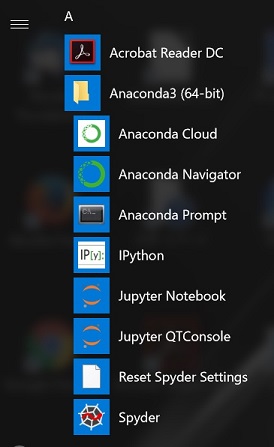 A
Acrobat Reader DC
Anaconda3 (64-bit)
Anaconda Cloud
Anaconda Navigator
Anaconda Prompt
IP[y]: IPython
Jupyter Notebook
Jupyter QTConsole
Reset Spyder Settings
Spyder